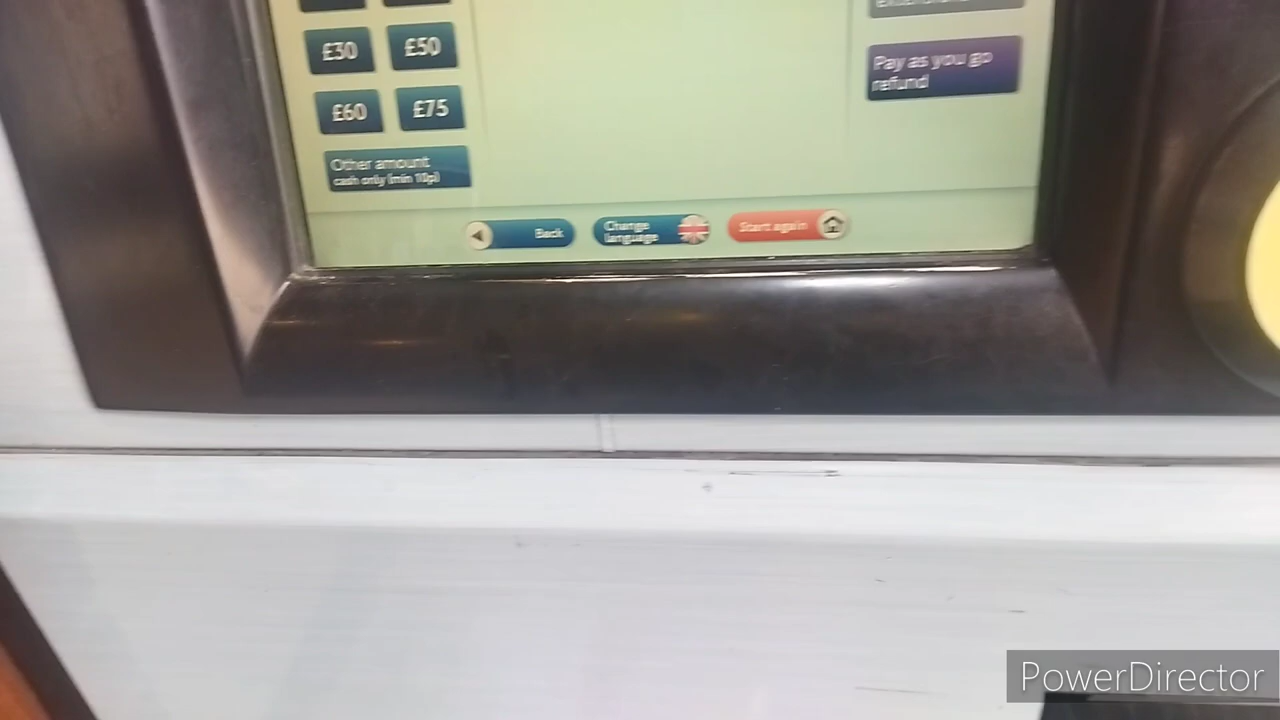 £30
£50
£60
£75
Other amount
cash only (min 10p)
Pay as you go
refund
Back
Change
language
Start again
PowerDirector